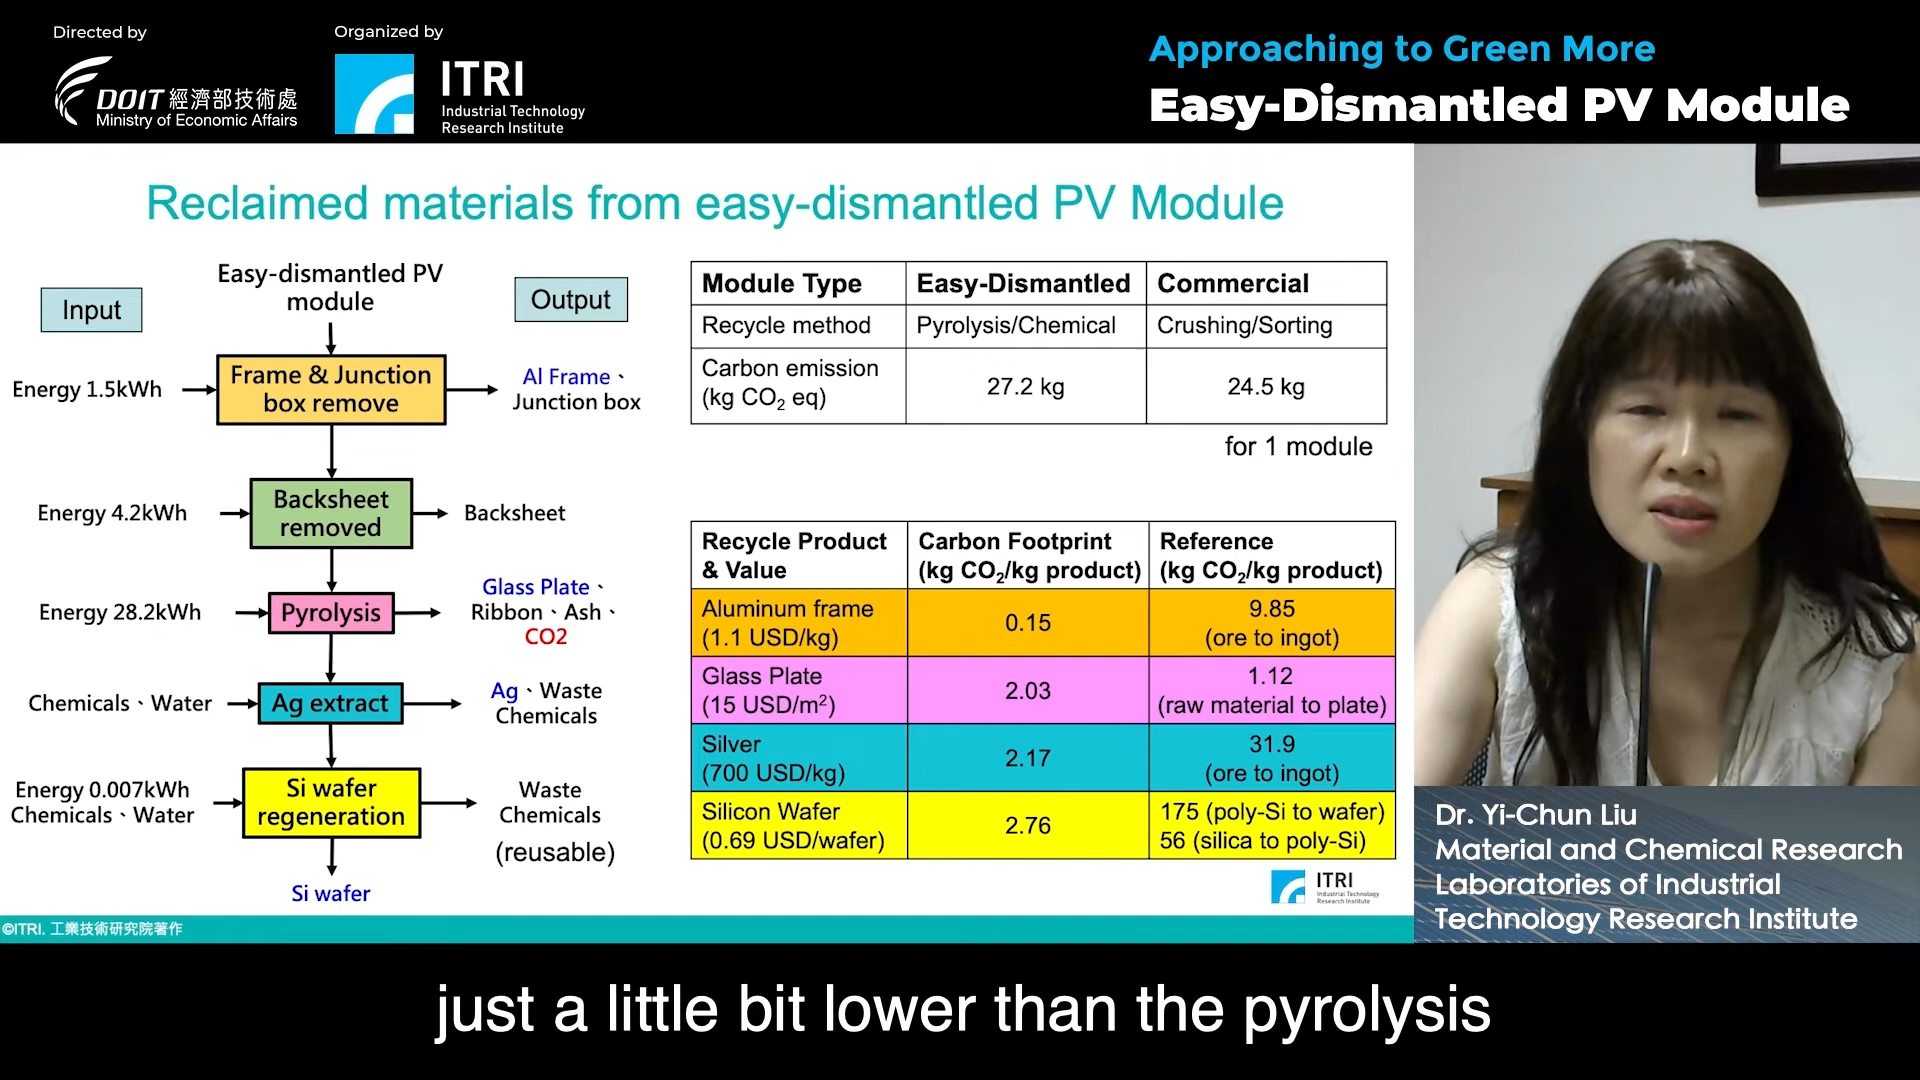 Directed by
DOIT 經濟部技術處
Ministry of Economic Affairs
Organized by
ITRI
Industrial Technology
Research Institute
Approaching to Green More
Easy-Dismantled PV Module
Reclaimed materials from easy-dismantled PV Module
Input
Easy-dismantled PV
module
Output
Energy 1.5kWh
Frame & Junction
box remove
Al Frame、
Junction box
Energy 4.2kWh
Backsheet
removed
Backsheet
Energy 28.2kWh
Pyrolysis
Glass Plate、
Ribbon、Ash、
CO2
Chemicals、Water
Ag extract
Ag、Waste
Chemicals
Energy 0.007kWh
Chemicals、Water
Si wafer
regeneration
Waste
Chemicals
(reusable)
Si wafer
Module Type Easy-Dismantled Commercial
Recycle method Pyrolysis/Chemical Crushing/Sorting
Carbon emission
(kg CO₂ eq)
27.2 kg 24.5 kg
for 1 module
Recycle Product
& Value
Carbon Footprint
(kg CO₂/kg product)
Reference
(kg CO₂/kg product)
Aluminum frame
(1.1 USD/kg)
0.15
9.85
(ore to ingot)
Glass Plate
(15 USD/m²)
2.03
1.12
(raw material to plate)
Silver
(700 USD/kg)
2.17
31.9
(ore to ingot)
Silicon Wafer
(0.69 USD/wafer)
2.76
175 (poly-Si to wafer)
56 (silica to poly-Si)
ITRI
Industrial Technology
Research Institute
©ITRI. 工業技術研究院著作
Dr. Yi-Chun Liu
Material and Chemical Research
Laboratories of Industrial
Technology Research Institute
just a little bit lower than the pyrolysis